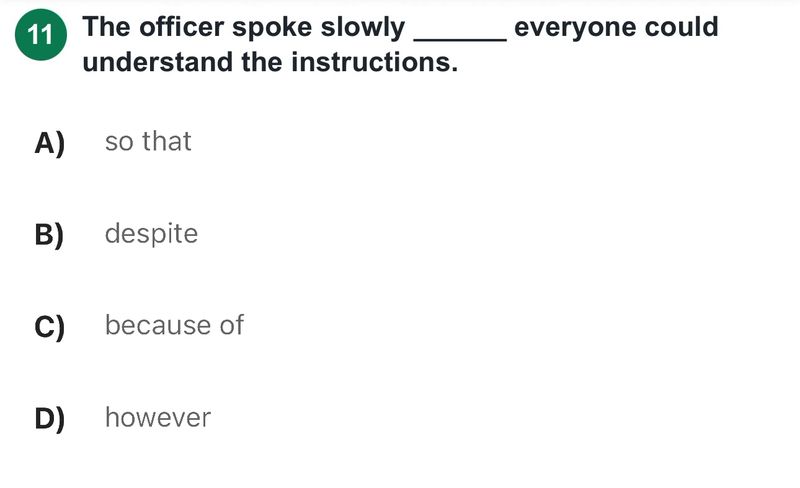 11 The officer spoke slowly ______ everyone could
understand the instructions.
A) so that
B) despite
C) because of
D) however